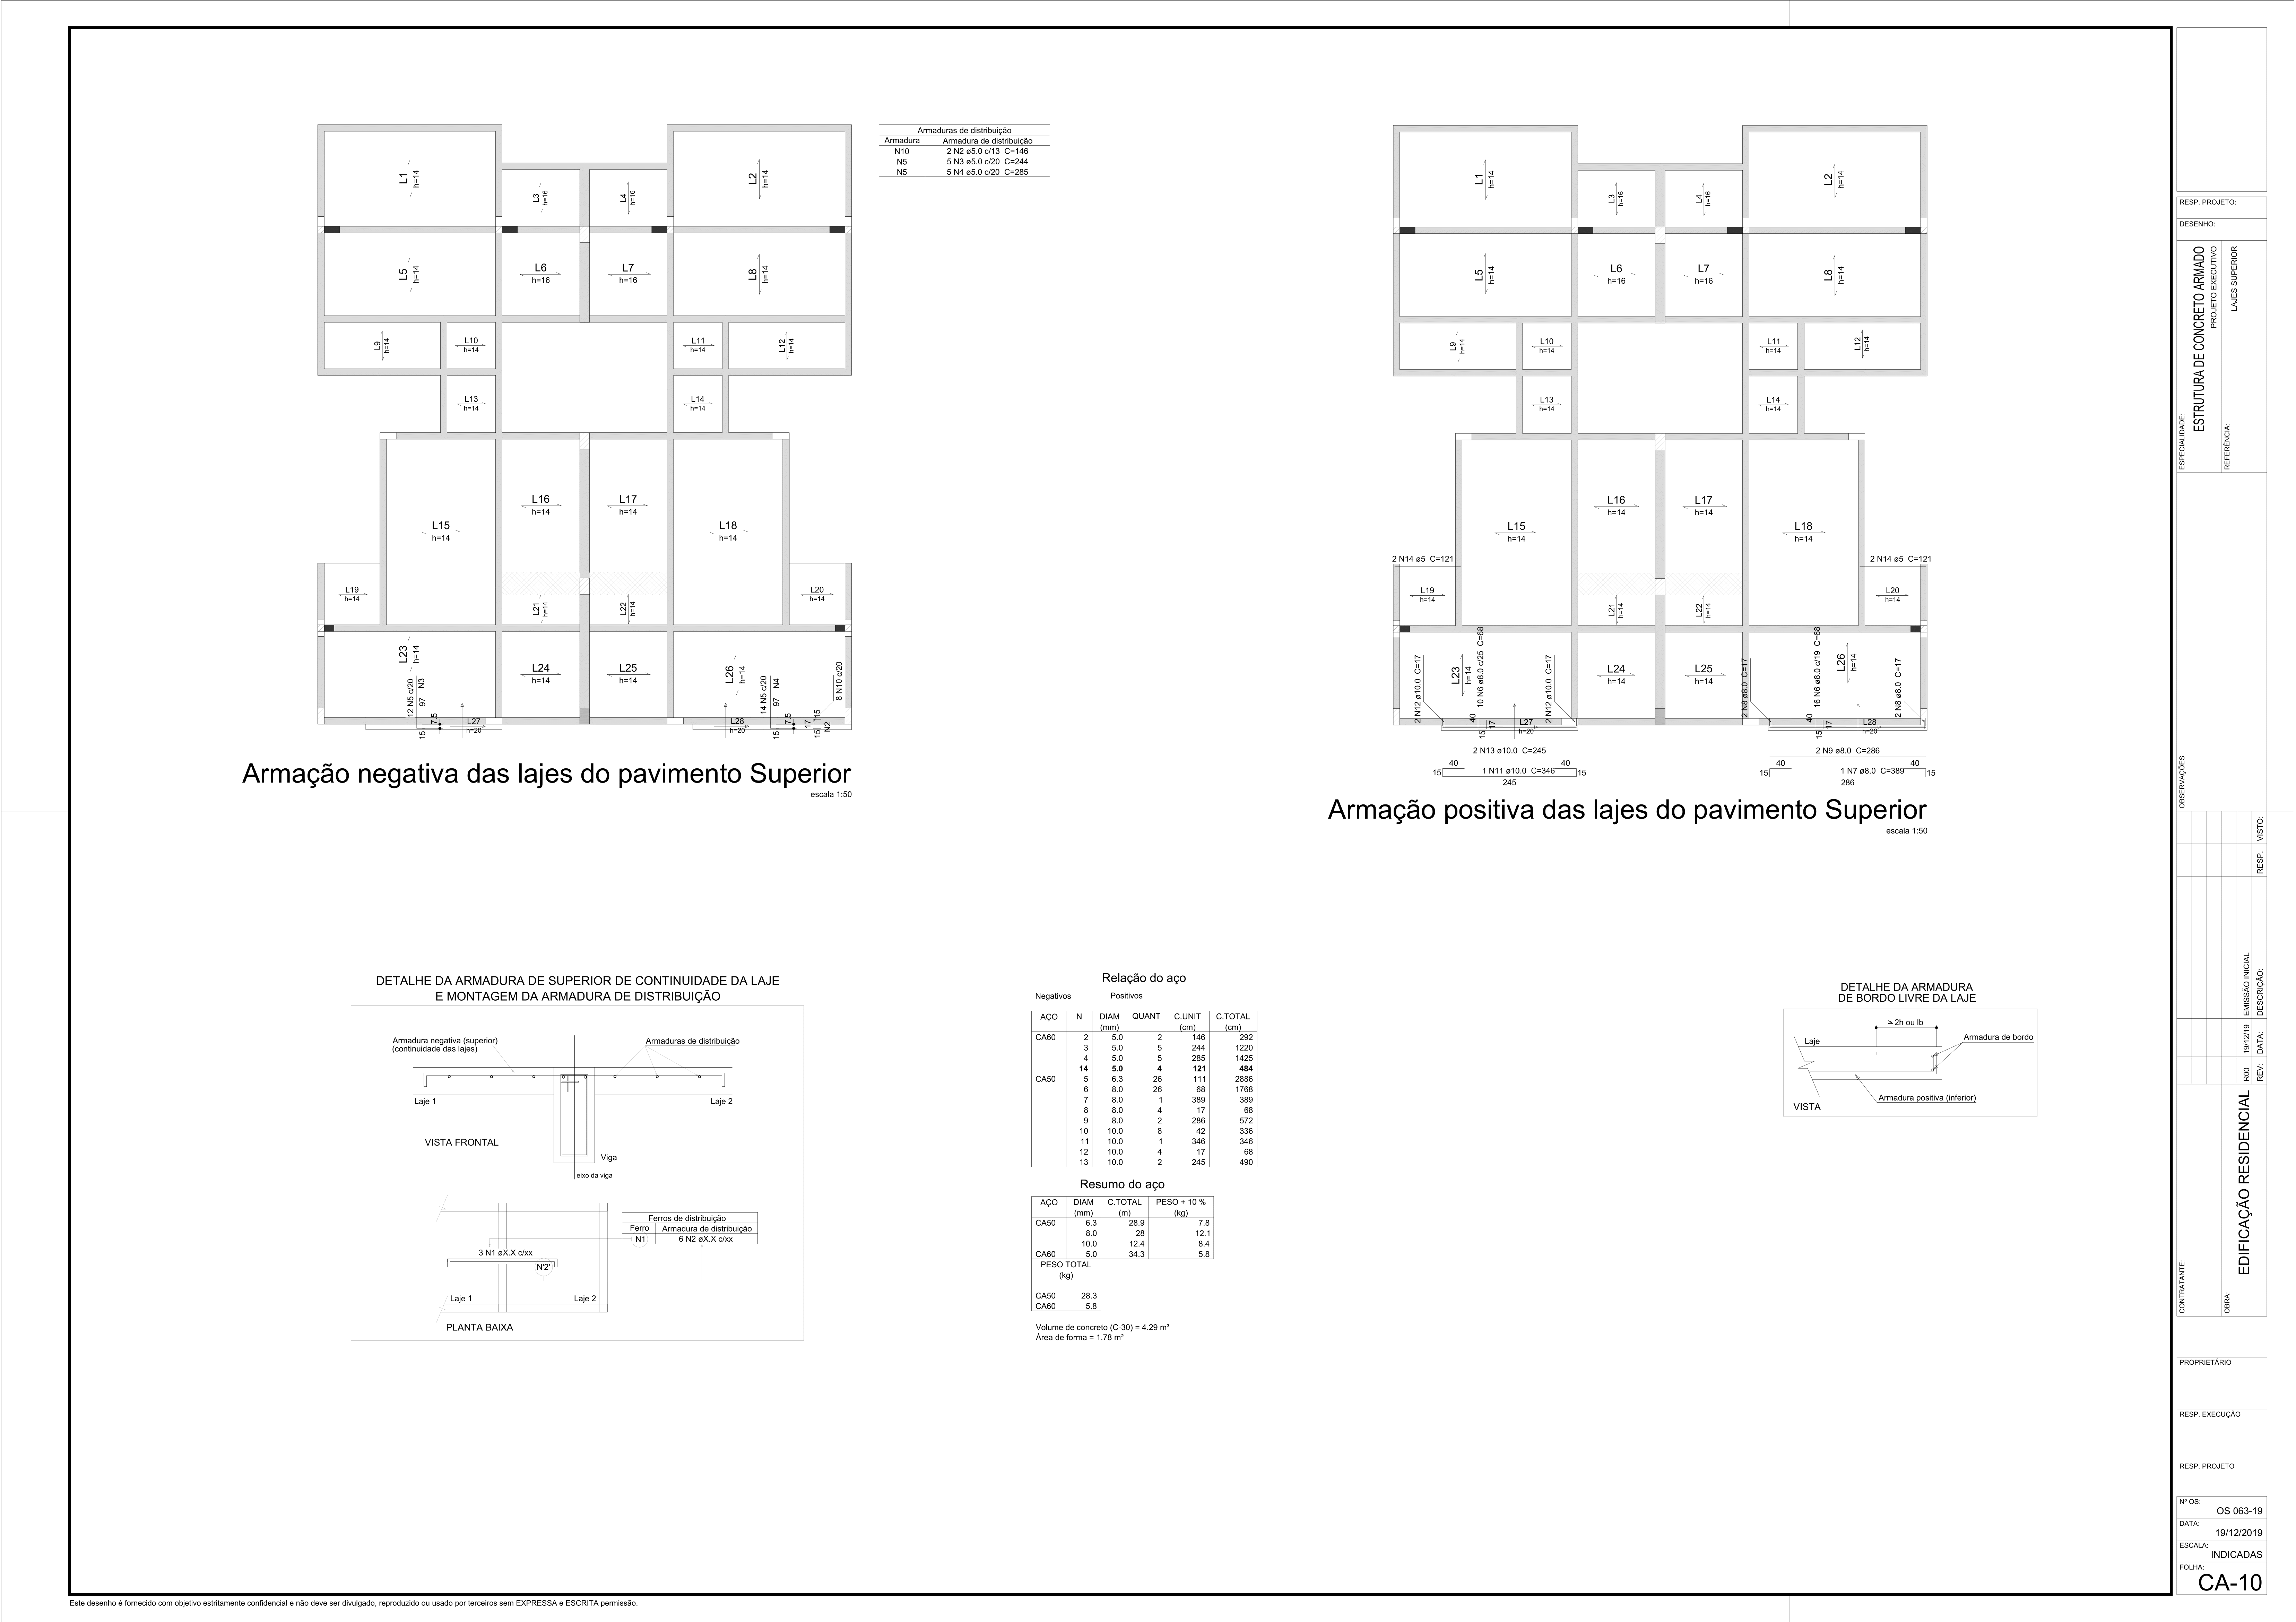 L1
h=14
L2
h=14
L3
h=16
L4
h=16
L5
h=14
L6
h=16
L7
h=16
L8
h=14
L9
h=14
L10
h=14
L11
h=14
L12
h=14
L13
h=14
L14
h=14
L15
h=14
L16
h=14
L17
h=14
L18
h=14
L19
h=14
L20
h=14
L21
h=14
L22
h=14
L23
h=14
L24
h=14
L25
h=14
L26
h=14
12 N5 c/20
97 N3
7.5
15
L27
h=20
14 N5 c/20
97 N4
7.5
15
L28
h=20
8 N10 c/20
17
15
15
N2
Armação negativa das lajes do pavimento Superior
escala 1:50
Armaduras de distribuição
Armadura Armadura de distribuição
N10 2 N2 ø5.0 c/13 C=146
N5 5 N3 ø5.0 c/20 C=244
N5 5 N4 ø5.0 c/20 C=285
L1
h=14
L2
h=14
L3
h=16
L4
h=16
L5
h=14
L6
h=16
L7
h=16
L8
h=14
L9
h=14
L10
h=14
L11
h=14
L12
h=14
L13
h=14
L14
h=14
L15
h=14
L16
h=14
L17
h=14
L18
h=14
2 N14 ø5 C=121
2 N14 ø5 C=121
L19
h=14
L20
h=14
L21
h=14
L22
h=14
L23
h=14
L24
h=14
L25
h=14
L26
h=14
2 N12 ø10.0 C=17
10 N6 ø8.0 c/25 C=68
40
17
15
2 N12 ø10.0 C=17
L27
h=20
2 N8 ø8.0 C=17
16 N6 ø8.0 c/19 C=68
40
17
15
2 N8 ø8.0 C=17
L28
h=20
2 N13 ø10.0 C=245
40 40
15 1 N11 ø10.0 C=346 15
245
2 N9 ø8.0 C=286
40 40
15 1 N7 ø8.0 C=389 15
286
Armação positiva das lajes do pavimento Superior
escala 1:50
DETALHE DA ARMADURA DE SUPERIOR DE CONTINUIDADE DA LAJE
E MONTAGEM DA ARMADURA DE DISTRIBUIÇÃO
Armadura negativa (superior)
(continuidade das lajes)
Armaduras de distribuição
Laje 1
Laje 2
VISTA FRONTAL
Viga
eixo da viga
Ferros de distribuição
Ferro Armadura de distribuição
N1 6 N2 øX.X c/xx
3 N1 øX.X c/xx
N'2'
Laje 1
Laje 2
PLANTA BAIXA
Relação do aço
Negativos Positivos
AÇO N DIAM QUANT C.UNIT C.TOTAL
(mm) (cm) (cm)
CA60 2 5.0 2 146 292
3 5.0 5 244 1220
4 5.0 5 285 1425
14 5.0 4 121 484
CA50 5 6.3 26 111 2886
6 8.0 26 68 1768
7 8.0 1 389 389
8 8.0 4 17 68
9 8.0 2 286 572
10 10.0 8 42 336
11 10.0 1 346 346
12 10.0 4 17 68
13 10.0 2 245 490
Resumo do aço
AÇO DIAM C.TOTAL PESO + 10 %
(mm) (m) (kg)
CA50 6.3 28.9 7.8
8.0 28 12.1
10.0 12.4 8.4
CA60 5.0 34.3 5.8
PESO TOTAL
(kg)
CA50 28.3
CA60 5.8
Volume de concreto (C-30) = 4.29 m³
Área de forma = 1.78 m²
DETALHE DA ARMADURA
DE BORDO LIVRE DA LAJE
⩾ 2h ou lb
Laje
Armadura de bordo
Armadura positiva (inferior)
VISTA
RESP. PROJETO:
DESENHO:
ESPECIALIDADE:
ESTRUTURA DE CONCRETO ARMADO
PROJETO EXECUTIVO
REFERÊNCIA:
LAJES SUPERIOR
OBSERVAÇÕES
R00 19/12/19 EMISSÃO INICIAL
REV: DATA: DESCRIÇÃO: RESP. VISTO:
CONTRATANTE:
OBRA:
EDIFICAÇÃO RESIDENCIAL
PROPRIETÁRIO
RESP. EXECUÇÃO
RESP. PROJETO
Nº OS:
OS 063-19
DATA:
19/12/2019
ESCALA:
INDICADAS
FOLHA:
CA-10
Este desenho é fornecido com objetivo estritamente confidencial e não deve ser divulgado, reproduzido ou usado por terceiros sem EXPRESSA e ESCRITA permissão.